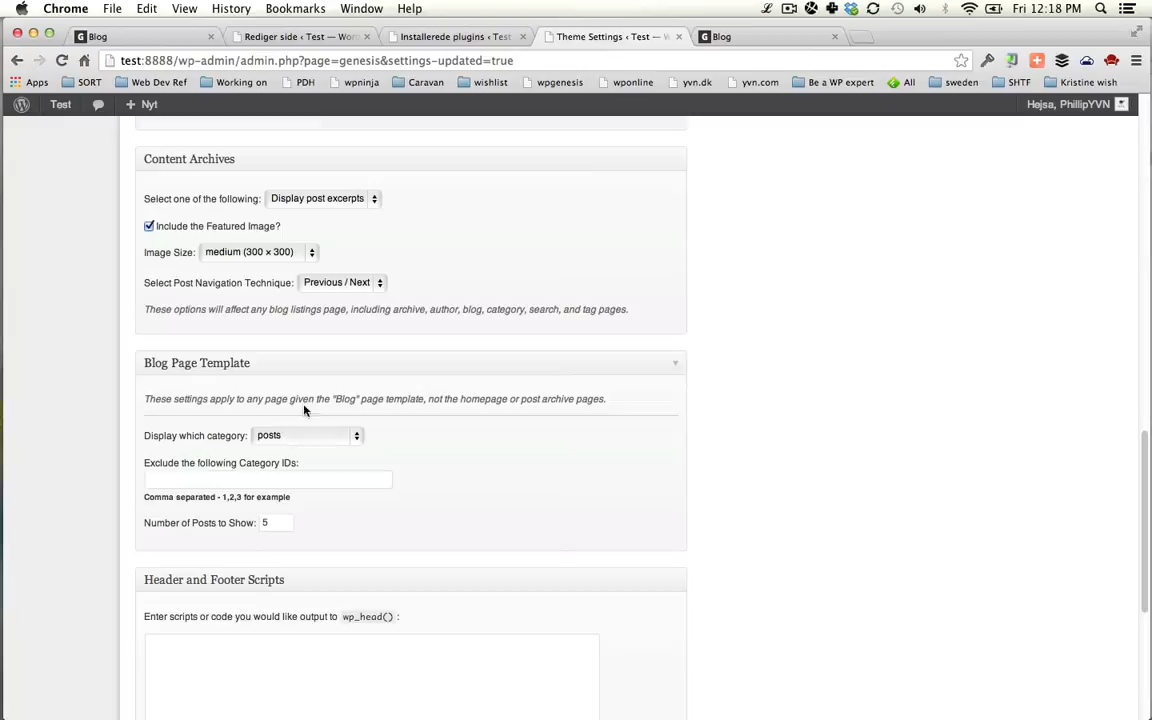 Chrome File Edit View History Bookmarks Window Help Fri 12:18 PM
Blog Rediger side ‹ Test — Wor Installerede plugins ‹ Test Theme Settings ‹ Test — W Blog
test:8888/wp-admin/admin.php?page=genesis&settings-updated=true
Apps SORT Web Dev Ref Working on PDH wpninja Caravan wishlist wpgenesis wponline yvn.dk yvn.com Be a WP expert All sweden SHTF Kristine wish
Test + Nyt Hejsa, PhillipYVN
Content Archives
Select one of the following: Display post excerpts
Include the Featured Image?
Image Size: medium (300 × 300)
Select Post Navigation Technique: Previous / Next
These options will affect any blog listings page, including archive, author, blog, category, search, and tag pages.
Blog Page Template
These settings apply to any page given the "Blog" page template, not the homepage or post archive pages.
Display which category: posts
Exclude the following Category IDs:
Comma separated - 1,2,3 for example
Number of Posts to Show: 5
Header and Footer Scripts
Enter scripts or code you would like output to wp_head() :